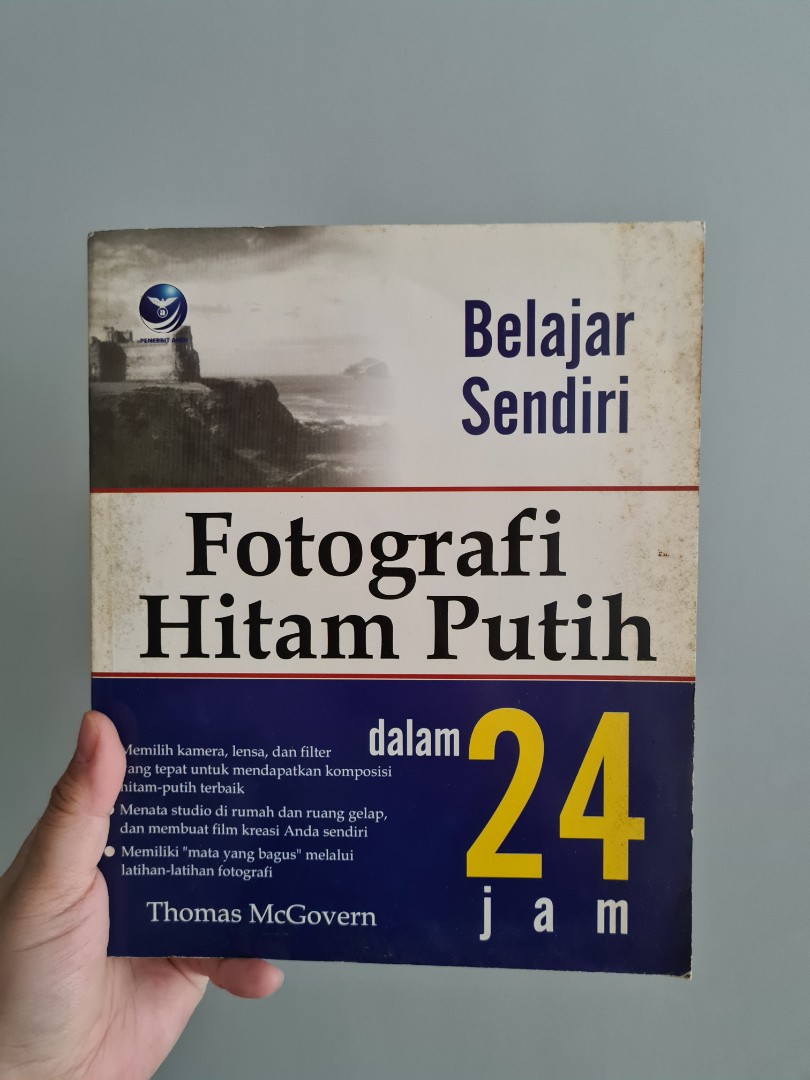 PENERBIT ANDI
Belajar
Sendiri
Fotografi
Hitam Putih
dalam 24
jam
Memilih kamera, lensa, dan filter
yang tepat untuk mendapatkan komposisi
hitam-putih terbaik
Menata studio di rumah dan ruang gelap,
dan membuat film kreasi Anda sendiri
Memiliki "mata yang bagus" melalui
latihan-latihan fotografi
Thomas McGovern